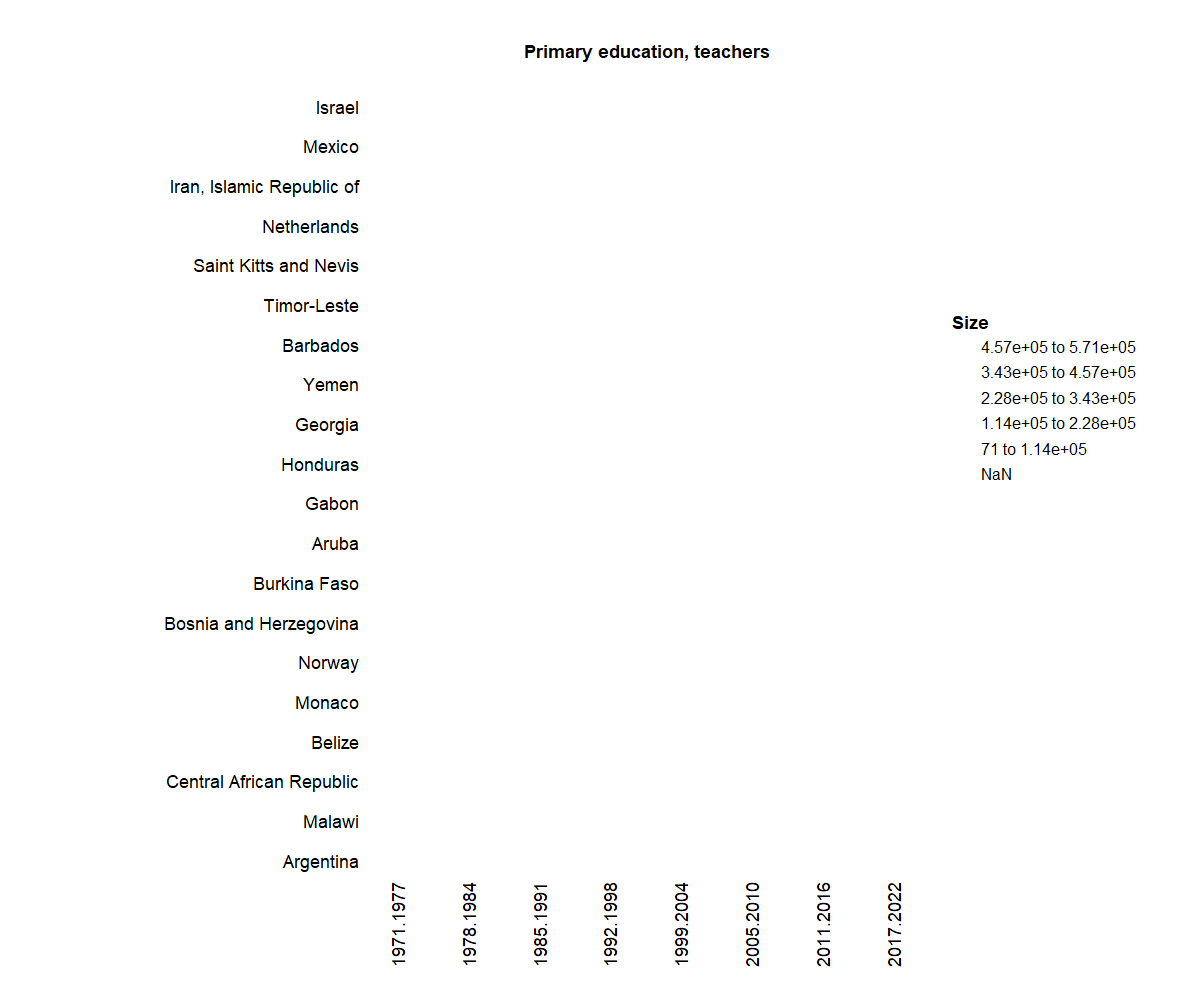 Primary education, teachers
Israel
Mexico
Iran, Islamic Republic of
Netherlands
Saint Kitts and Nevis
Timor-Leste
Barbados
Yemen
Georgia
Honduras
Gabon
Aruba
Burkina Faso
Bosnia and Herzegovina
Norway
Monaco
Belize
Central African Republic
Malawi
Argentina
1971.1977
1978.1984
1985.1991
1992.1998
1999.2004
2005.2010
2011.2016
2017.2022
Size
4.57e+05 to 5.71e+05
3.43e+05 to 4.57e+05
2.28e+05 to 3.43e+05
1.14e+05 to 2.28e+05
71 to 1.14e+05
NaN